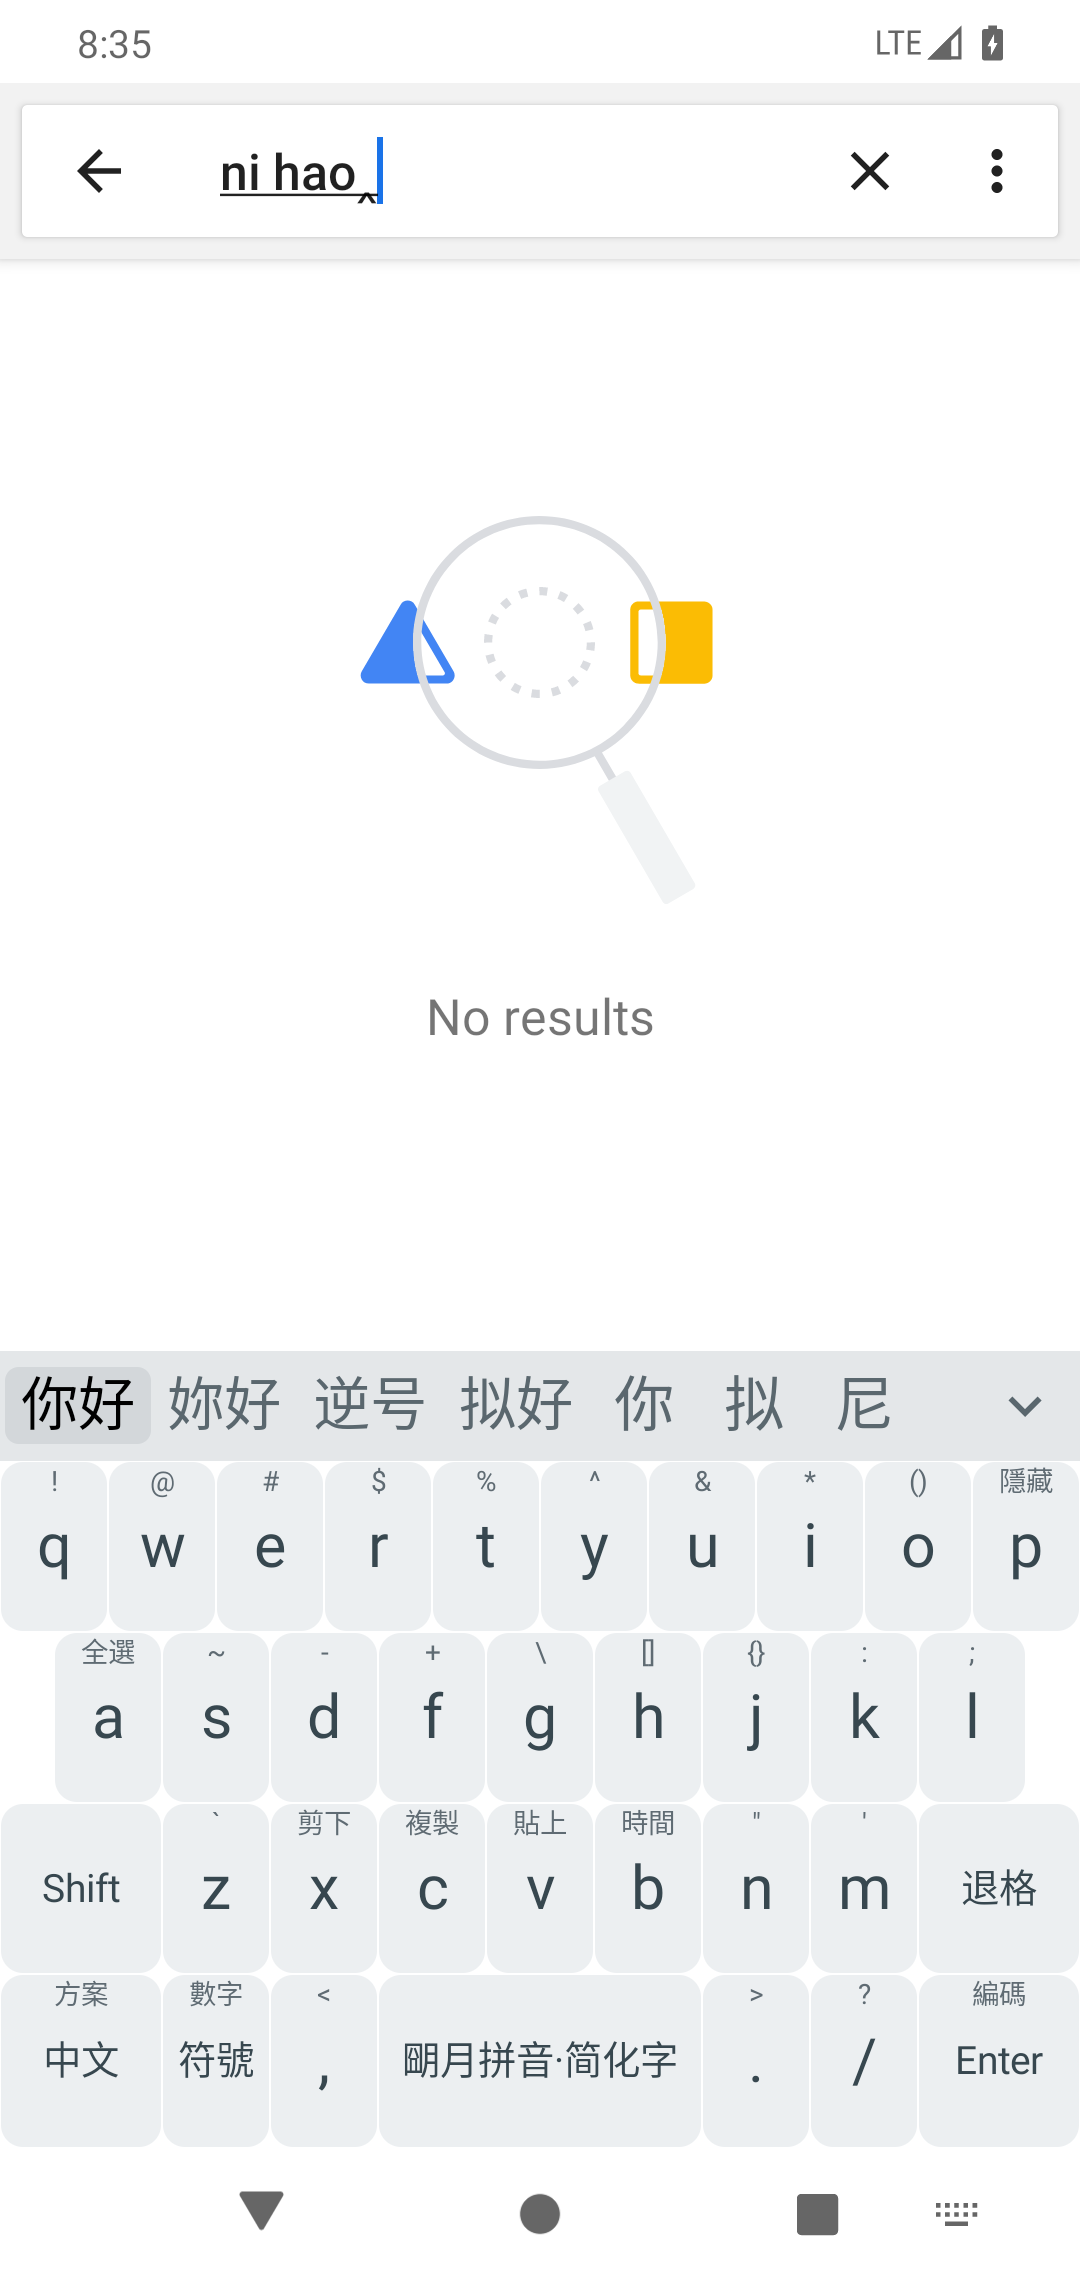 8:35 LTE
ni hao‸
No results
你好 妳好 逆号 拟好 你 拟 尼
! @ # $ % ^ & * () 隱藏
q w e r t y u i o p
全選 ~ - + \ [] {} : ;
a s d f g h j k l
` 剪下 複製 貼上 時間 " '
Shift z x c v b n m 退格
方案 數字 < > ? 編碼
中文 符號 , 朙月拼音·简化字 . / Enter